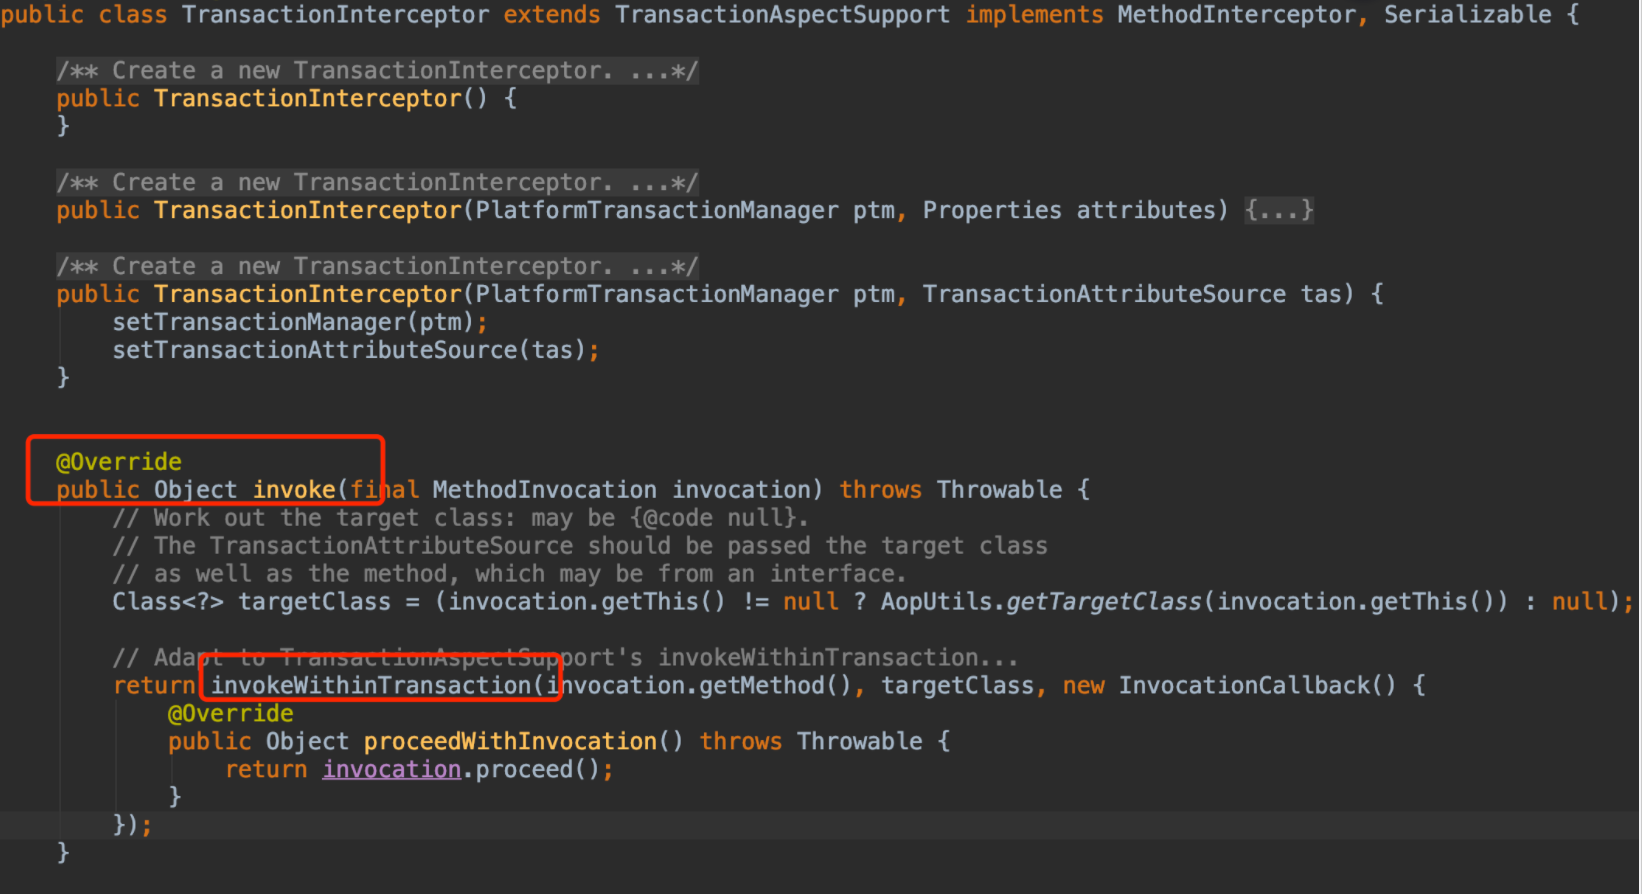 public class TransactionInterceptor extends TransactionAspectSupport implements MethodInterceptor, Serializable {
/** Create a new TransactionInterceptor. ...*/
public TransactionInterceptor() {
}
/** Create a new TransactionInterceptor. ...*/
public TransactionInterceptor(PlatformTransactionManager ptm, Properties attributes) {...}
/** Create a new TransactionInterceptor. ...*/
public TransactionInterceptor(PlatformTransactionManager ptm, TransactionAttributeSource tas) {
setTransactionManager(ptm);
setTransactionAttributeSource(tas);
}
@Override
public Object invoke(final MethodInvocation invocation) throws Throwable {
// Work out the target class: may be {@code null}.
// The TransactionAttributeSource should be passed the target class
// as well as the method, which may be from an interface.
Class<?> targetClass = (invocation.getThis() != null ? AopUtils.getTargetClass(invocation.getThis()) : null);
// Adapt to TransactionAspectSupport's invokeWithinTransaction...
return invokeWithinTransaction(invocation.getMethod(), targetClass, new InvocationCallback() {
@Override
public Object proceedWithInvocation() throws Throwable {
return invocation.proceed();
}
});
}